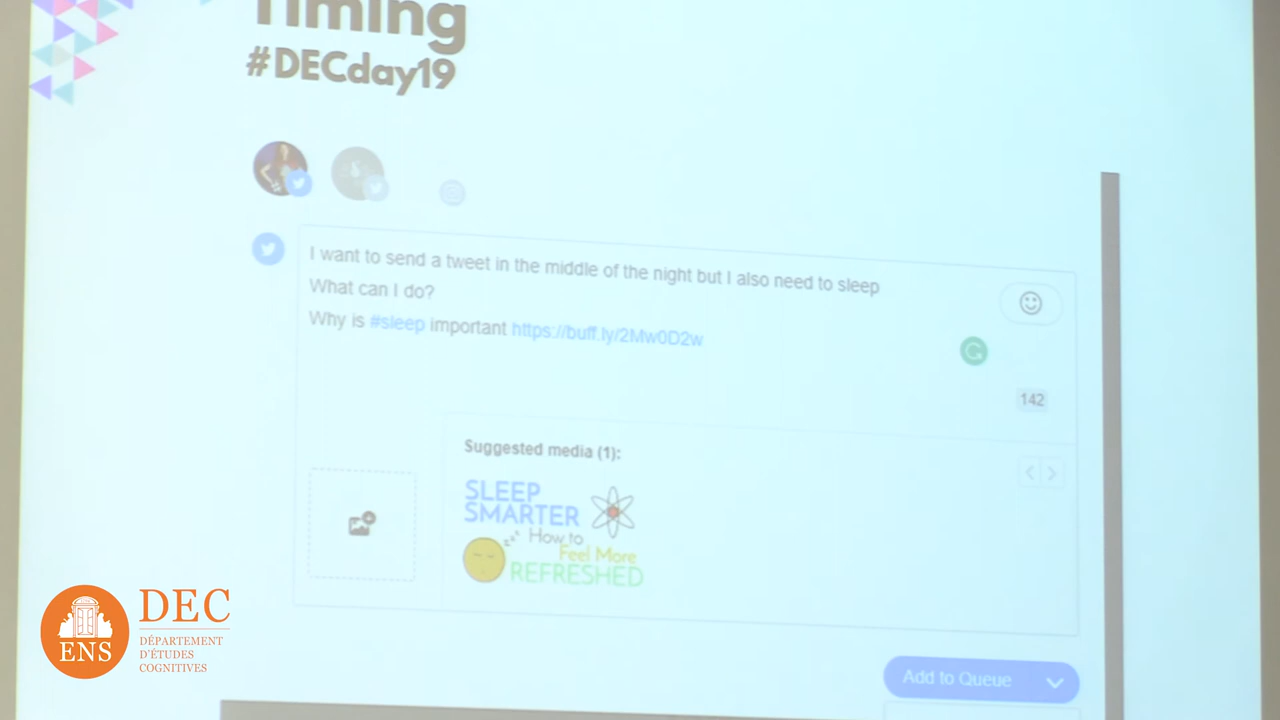 Timing
#DECday19
I want to send a tweet in the middle of the night but I also need to sleep
What can I do?
Why is #sleep important https://buff.ly/2Mw0D2w
142
Suggested media (1):
SLEEP
SMARTER
How to
Feel More
REFRESHED
Add to Queue
DEC
ENS
DÉPARTEMENT
D'ÉTUDES
COGNITIVES